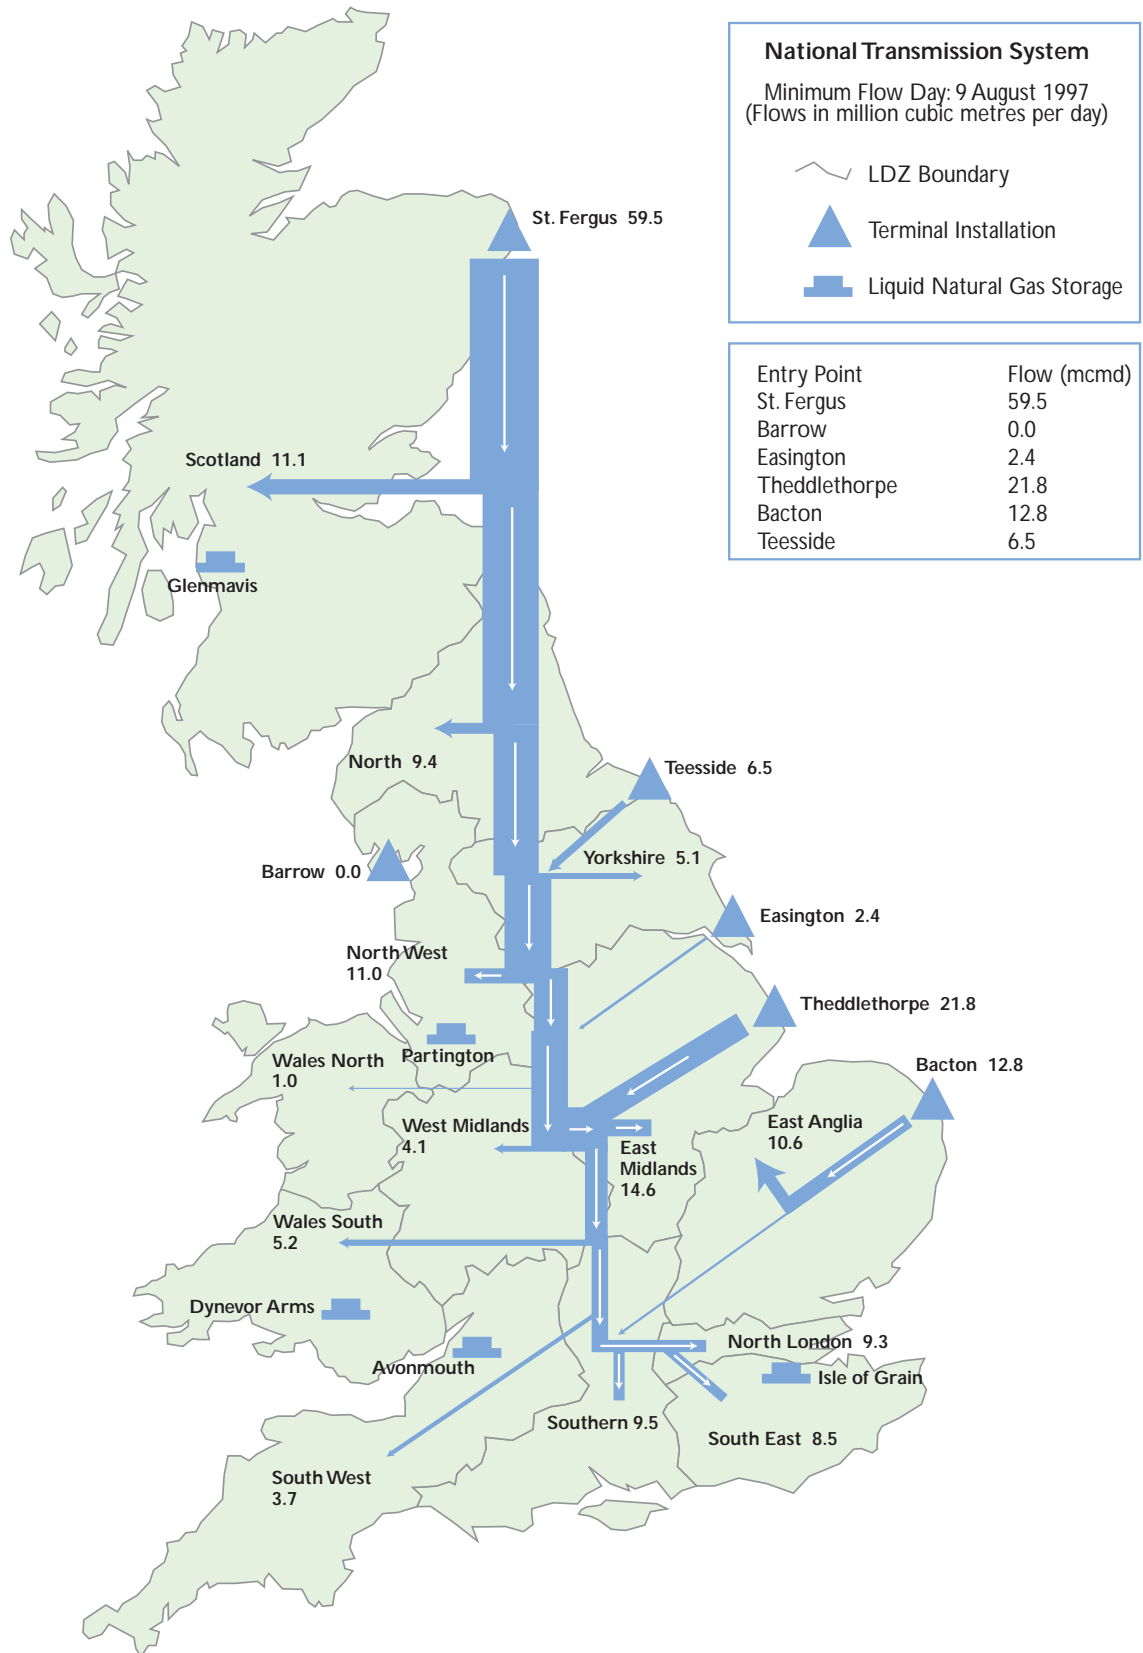 National Transmission System
Minimum Flow Day: 9 August 1997
(Flows in million cubic metres per day)
LDZ Boundary
Terminal Installation
Liquid Natural Gas Storage
Entry Point Flow (mcmd)
St. Fergus 59.5
Barrow 0.0
Easington 2.4
Theddlethorpe 21.8
Bacton 12.8
Teesside 6.5
St. Fergus 59.5
Scotland 11.1
Glenmavis
North 9.4
Teesside 6.5
Yorkshire 5.1
Barrow 0.0
Easington 2.4
North West
11.0
Theddlethorpe 21.8
Partington
Wales North
1.0
Bacton 12.8
West Midlands
4.1
East Anglia
10.6
East
Midlands
14.6
Wales South
5.2
Dynevor Arms
Avonmouth
North London 9.3
Isle of Grain
Southern 9.5
South East 8.5
South West
3.7